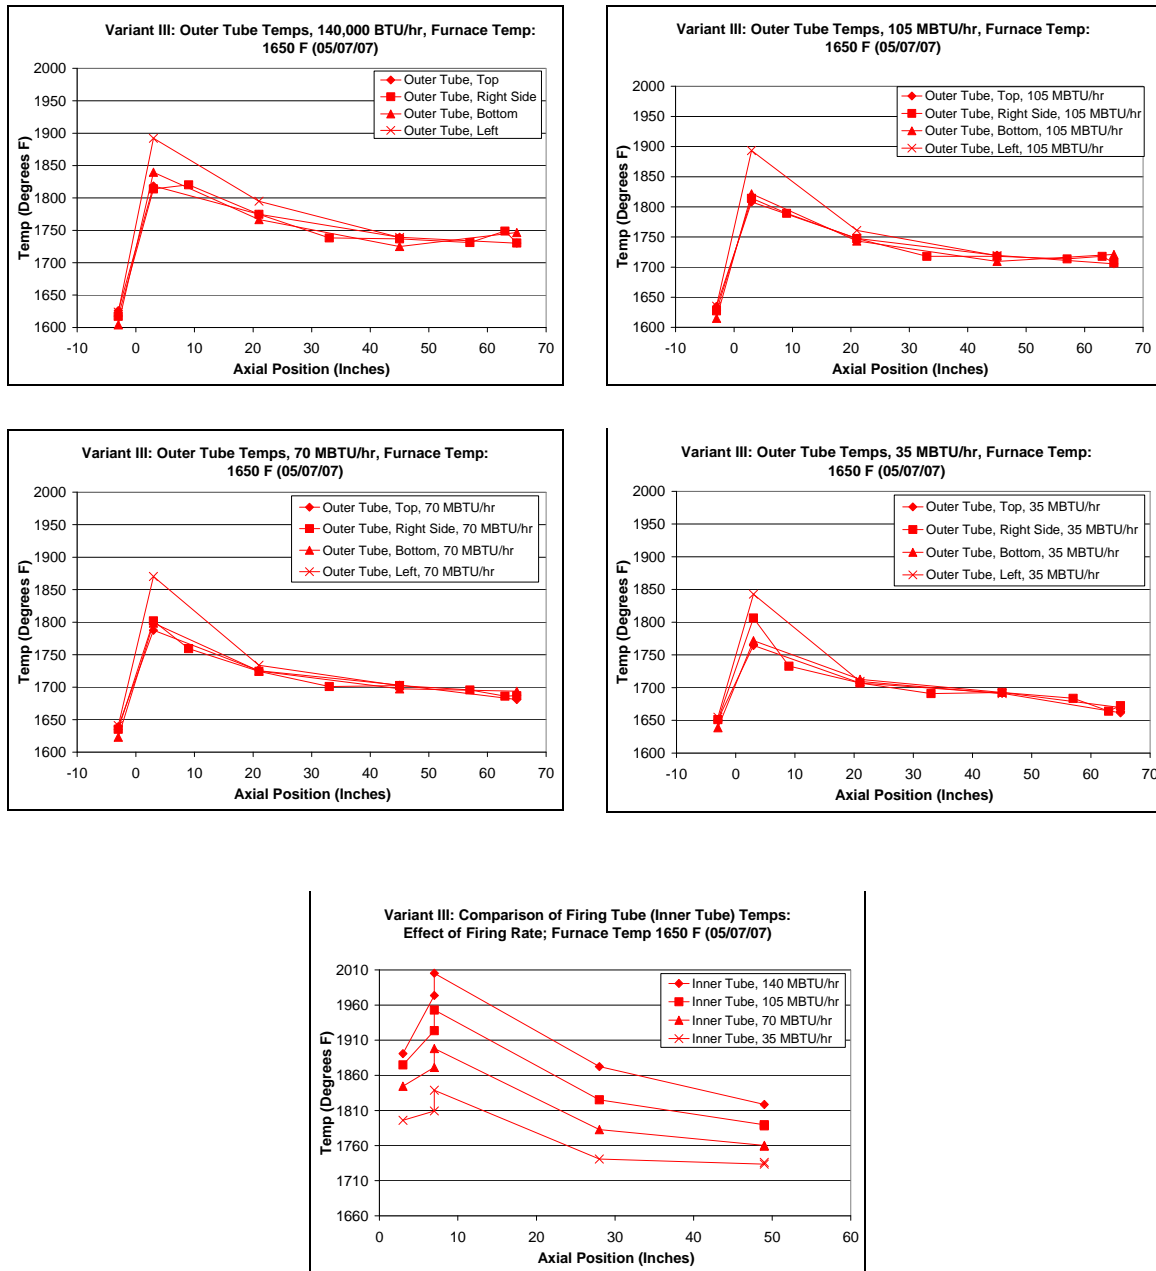 Variant III: Outer Tube Temps, 140,000 BTU/hr, Furnace Temp:
1650 F (05/07/07)
2000
1950
1900
1850
1800
1750
1700
1650
1600
-10 0 10 20 30 40 50 60 70
Temp (Degrees F)
Axial Position (Inches)
Outer Tube, Top
Outer Tube, Right Side
Outer Tube, Bottom
Outer Tube, Left
Variant III: Outer Tube Temps, 105 MBTU/hr, Furnace Temp:
1650 F (05/07/07)
2000
1950
1900
1850
1800
1750
1700
1650
1600
-10 0 10 20 30 40 50 60 70
Temp (Degrees F)
Axial Position (Inches)
Outer Tube, Top, 105 MBTU/hr
Outer Tube, Right Side, 105 MBTU/hr
Outer Tube, Bottom, 105 MBTU/hr
Outer Tube, Left, 105 MBTU/hr
Variant III: Outer Tube Temps, 70 MBTU/hr, Furnace Temp:
1650 F (05/07/07)
2000
1950
1900
1850
1800
1750
1700
1650
1600
-10 0 10 20 30 40 50 60 70
Temp (Degrees F)
Axial Position (Inches)
Outer Tube, Top, 70 MBTU/hr
Outer Tube, Right Side, 70 MBTU/hr
Outer Tube, Bottom, 70 MBTU/hr
Outer Tube, Left, 70 MBTU/hr
Variant III: Outer Tube Temps, 35 MBTU/hr, Furnace Temp:
1650 F (05/07/07)
2000
1950
1900
1850
1800
1750
1700
1650
1600
-10 0 10 20 30 40 50 60 70
Temp (Degrees F)
Axial Position (Inches)
Outer Tube, Top, 35 MBTU/hr
Outer Tube, Right Side, 35 MBTU/hr
Outer Tube, Bottom, 35 MBTU/hr
Outer Tube, Left, 35 MBTU/hr
Variant III: Comparison of Firing Tube (Inner Tube) Temps:
Effect of Firing Rate; Furnace Temp 1650 F (05/07/07)
2010
1960
1910
1860
1810
1760
1710
1660
0 10 20 30 40 50 60
Temp (Degrees F)
Axial Position (Inches)
Inner Tube, 140 MBTU/hr
Inner Tube, 105 MBTU/hr
Inner Tube, 70 MBTU/hr
Inner Tube, 35 MBTU/hr